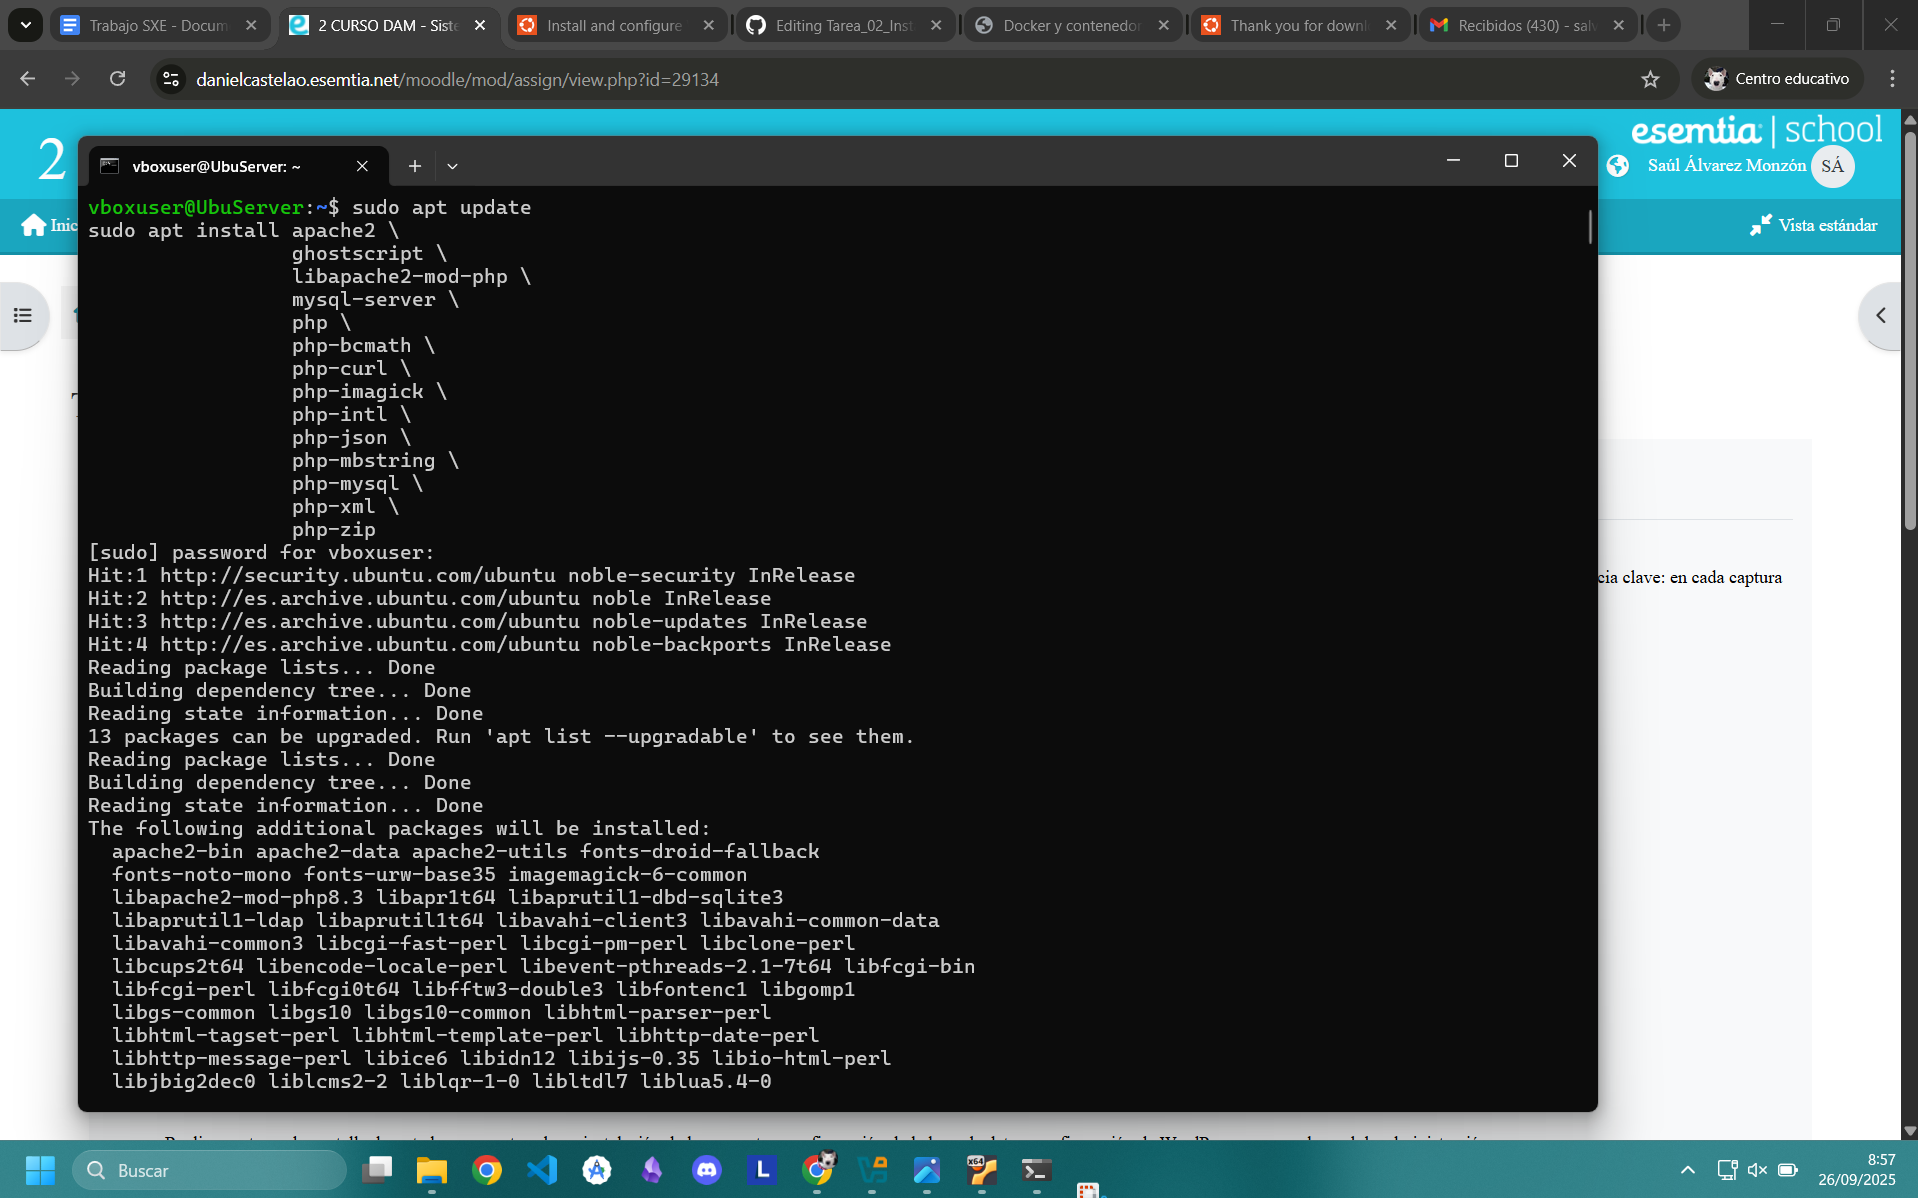 Trabajo SXE - Docum
2 CURSO DAM - Siste
Install and configure
Editing Tarea_02_Inst
Docker y contenedor
Thank you for downl
Recibidos (430) - salv
danielcastelao.esemtia.net/moodle/mod/assign/view.php?id=29134
Centro educativo
2
esemtia | school
Saúl Álvarez Monzón SÁ
Inic
Vista estándar
vboxuser@UbuServer: ~
vboxuser@UbuServer:~$ sudo apt update
sudo apt install apache2 \
ghostscript \
libapache2-mod-php \
mysql-server \
php \
php-bcmath \
php-curl \
php-imagick \
php-intl \
php-json \
php-mbstring \
php-mysql \
php-xml \
php-zip
[sudo] password for vboxuser:
Hit:1 http://security.ubuntu.com/ubuntu noble-security InRelease
Hit:2 http://es.archive.ubuntu.com/ubuntu noble InRelease
Hit:3 http://es.archive.ubuntu.com/ubuntu noble-updates InRelease
Hit:4 http://es.archive.ubuntu.com/ubuntu noble-backports InRelease
Reading package lists... Done
Building dependency tree... Done
Reading state information... Done
13 packages can be upgraded. Run 'apt list --upgradable' to see them.
Reading package lists... Done
Building dependency tree... Done
Reading state information... Done
The following additional packages will be installed:
apache2-bin apache2-data apache2-utils fonts-droid-fallback
fonts-noto-mono fonts-urw-base35 imagemagick-6-common
libapache2-mod-php8.3 libapr1t64 libaprutil1-dbd-sqlite3
libaprutil1-ldap libaprutil1t64 libavahi-client3 libavahi-common-data
libavahi-common3 libcgi-fast-perl libcgi-pm-perl libclone-perl
libcups2t64 libencode-locale-perl libevent-pthreads-2.1-7t64 libfcgi-bin
libfcgi-perl libfcgi0t64 libfftw3-double3 libfontenc1 libgomp1
libgs-common libgs10 libgs10-common libhtml-parser-perl
libhtml-tagset-perl libhtml-template-perl libhttp-date-perl
libhttp-message-perl libice6 libidn12 libijs-0.35 libio-html-perl
libjbig2dec0 liblcms2-2 liblqr-1-0 libltdl7 liblua5.4-0
cia clave: en cada captura
Buscar
8:57
26/09/2025